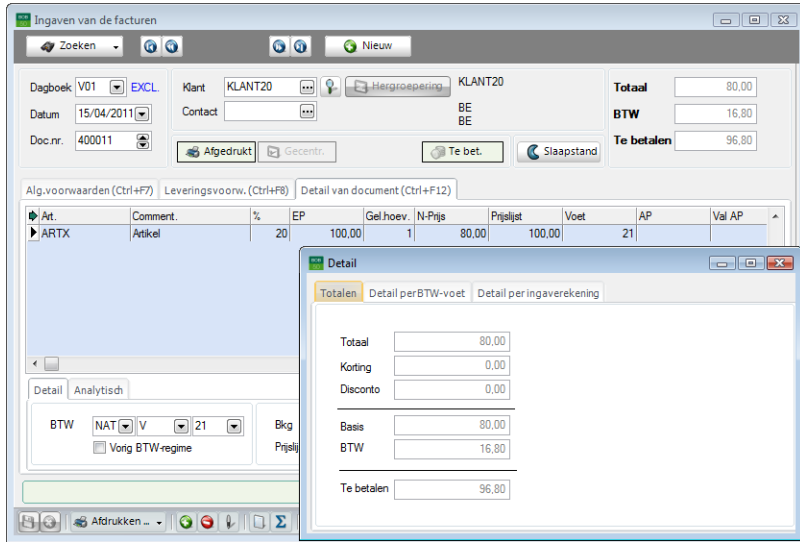 Ingaven van de facturen
Zoeken Nieuw
Dagboek V01 EXCL. Klant KLANT20 ... Hergroepering KLANT20 Totaal 80,00
Datum 15/04/2011 Contact ... BE BTW 16,80
BE
Doc.nr. 400011 Te betalen 96,80
Afgedrukt Gecentr. Te bet. Slaapstand
Alg.voorwaarden (Ctrl+F7) Leveringsvoorw. (Ctrl+F8) Detail van document (Ctrl+F12)
Art. Comment. % EP Gel.hoev. N-Prijs Prijslijst Voet AP Val AP
ARTX Artikel 20 100,00 1 80,00 100,00 21
Detail
Totalen Detail perBTW-voet Detail per ingaverekening
Totaal 80,00
Korting 0,00
Disconto 0,00
Basis 80,00
BTW 16,80
Te betalen 96,80
Detail Analytisch
BTW NAT V 21 Bkg
Vorig BTW-regime Prijslij
Afdrukken ... Σ